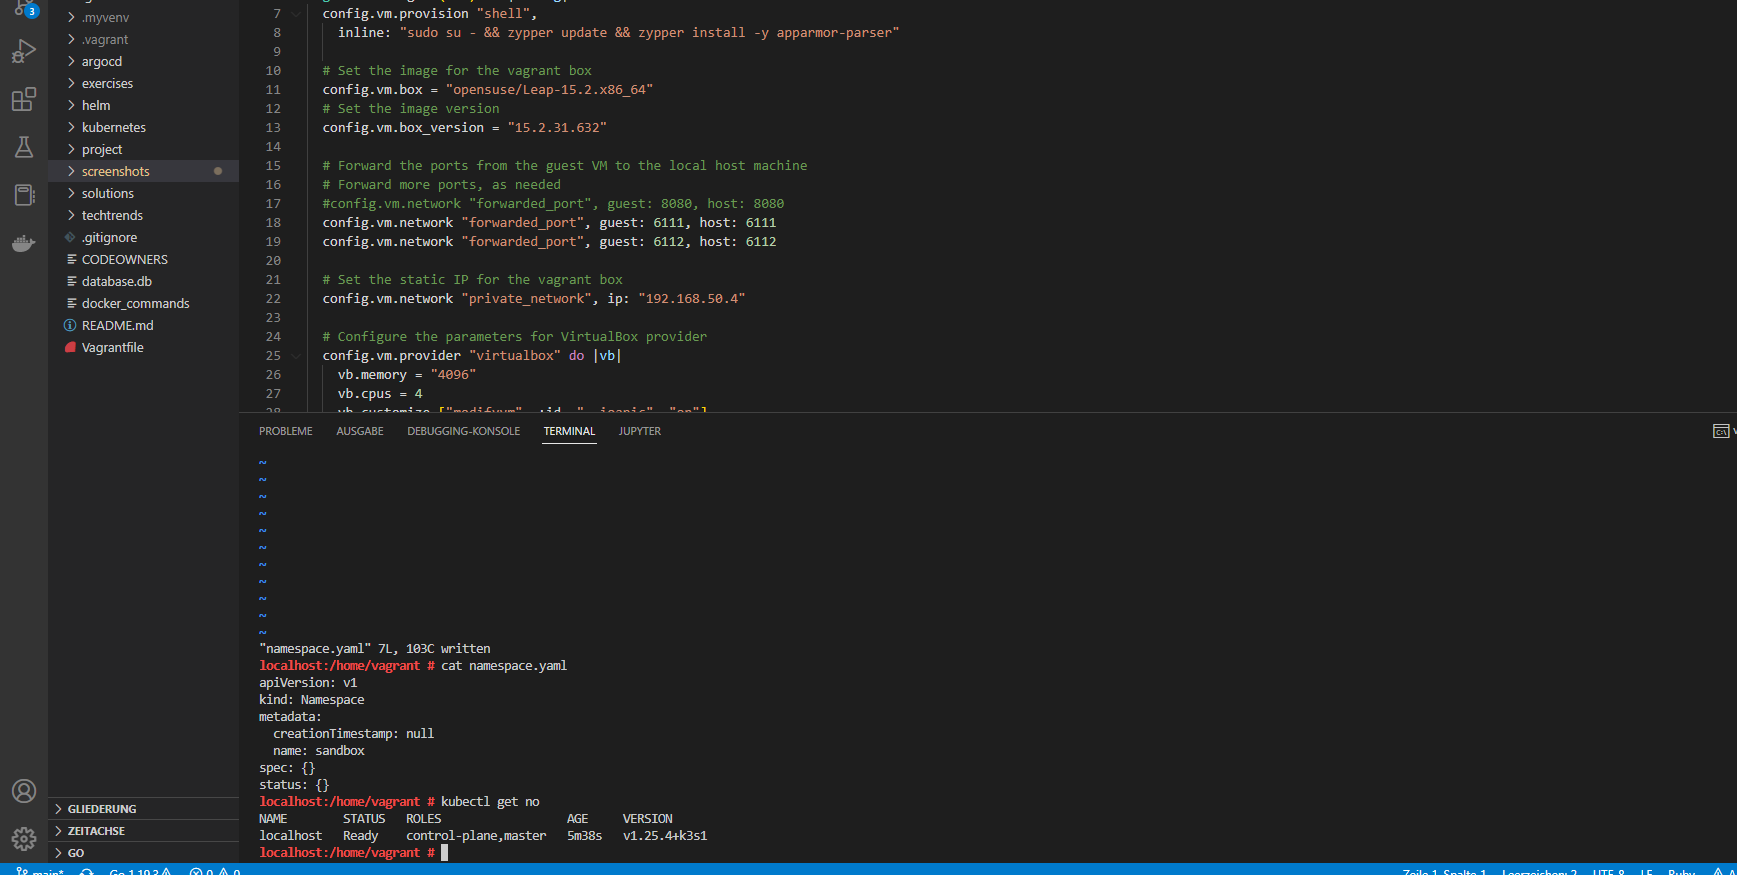 3
.myvenv
.vagrant
argocd
exercises
helm
kubernetes
project
screenshots
solutions
techtrends
.gitignore
CODEOWNERS
database.db
docker_commands
README.md
Vagrantfile
GLIEDERUNG
ZEITACHSE
GO
7 config.vm.provision "shell",
8 inline: "sudo su - && zypper update && zypper install -y apparmor-parser"
9
10 # Set the image for the vagrant box
11 config.vm.box = "opensuse/Leap-15.2.x86_64"
12 # Set the image version
13 config.vm.box_version = "15.2.31.632"
14
15 # Forward the ports from the guest VM to the local host machine
16 # Forward more ports, as needed
17 #config.vm.network "forwarded_port", guest: 8080, host: 8080
18 config.vm.network "forwarded_port", guest: 6111, host: 6111
19 config.vm.network "forwarded_port", guest: 6112, host: 6112
20
21 # Set the static IP for the vagrant box
22 config.vm.network "private_network", ip: "192.168.50.4"
23
24 # Configure the parameters for VirtualBox provider
25 config.vm.provider "virtualbox" do |vb|
26 vb.memory = "4096"
27 vb.cpus = 4
28 vb.customize ["modifyvm", :id, "--ioapic", "on"]
PROBLEME AUSGABE DEBUGGING-KONSOLE TERMINAL JUPYTER
~
~
~
~
~
~
~
~
~
~
~
"namespace.yaml" 7L, 103C written
localhost:/home/vagrant # cat namespace.yaml
apiVersion: v1
kind: Namespace
metadata:
  creationTimestamp: null
  name: sandbox
spec: {}
status: {}
localhost:/home/vagrant # kubectl get no
NAME STATUS ROLES AGE VERSION
localhost Ready control-plane,master 5m38s v1.25.4+k3s1
localhost:/home/vagrant #
main* Go 1.19.3 0 0 Zeile 1, Spalte 1 Leerzeichen: 2 UTF-8 LF Ruby